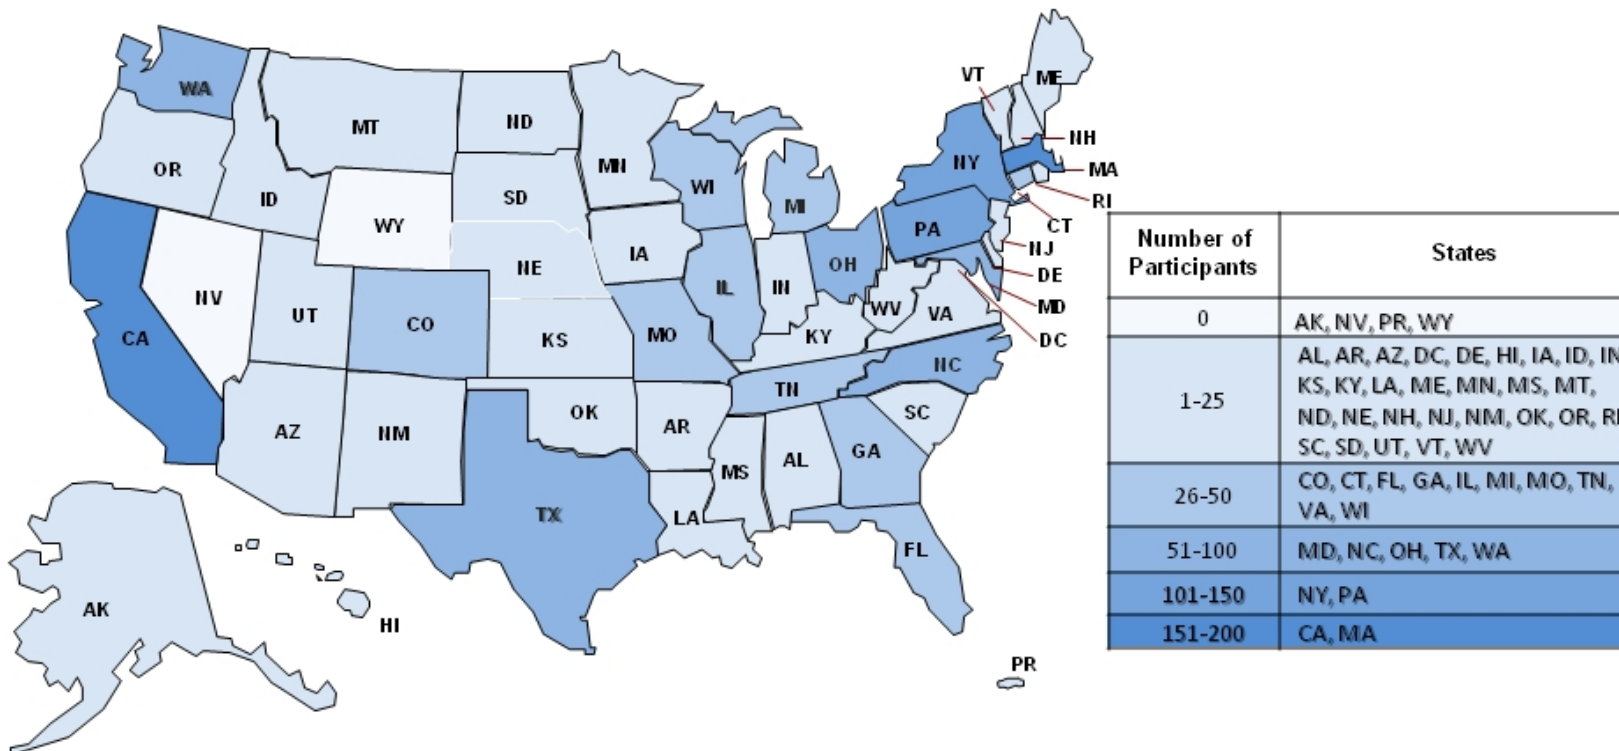 WA
OR
CA
ID
NV
MT
WY
UT
AZ
CO
NM
ND
SD
NE
KS
OK
TX
MN
IA
MO
AR
LA
WI
IL
MI
IN
OH
KY
TN
MS
AL
GA
FL
SC
NC
VA
WV
PA
NY
VT
ME
NH
MA
RI
CT
NJ
DE
MD
DC
AK
HI
PR
Number of Participants
States
0
AK, NV, PR, WY
1-25
AL, AR, AZ, DC, DE, HI, IA, ID, IN
KS, KY, LA, ME, MN, MS, MT,
ND, NE, NH, NJ, NM, OK, OR, RI
SC, SD, UT, VT, WV
26-50
CO, CT, FL, GA, IL, MI, MO, TN,
VA, WI
51-100
MD, NC, OH, TX, WA
101-150
NY, PA
151-200
CA, MA